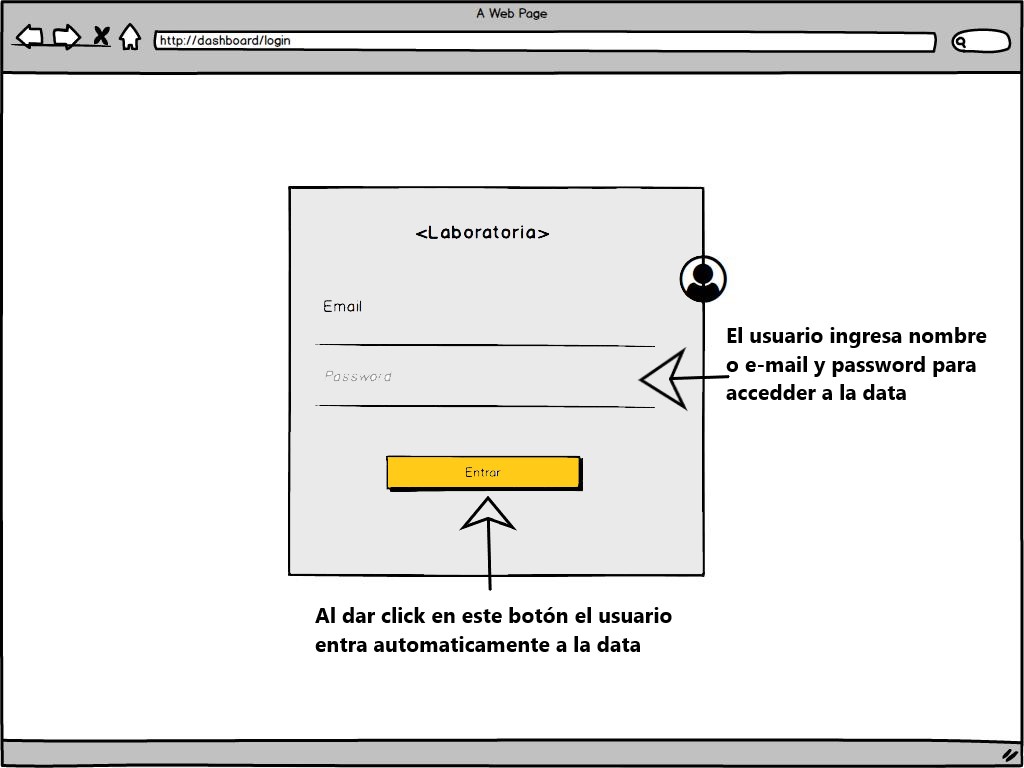 A Web Page
http://dashboard/login
<Laboratoria>
Email
El usuario ingresa nombre
o e-mail y password para
accedder a la data
Password
Entrar
Al dar click en este botón el usuario
entra automaticamente a la data